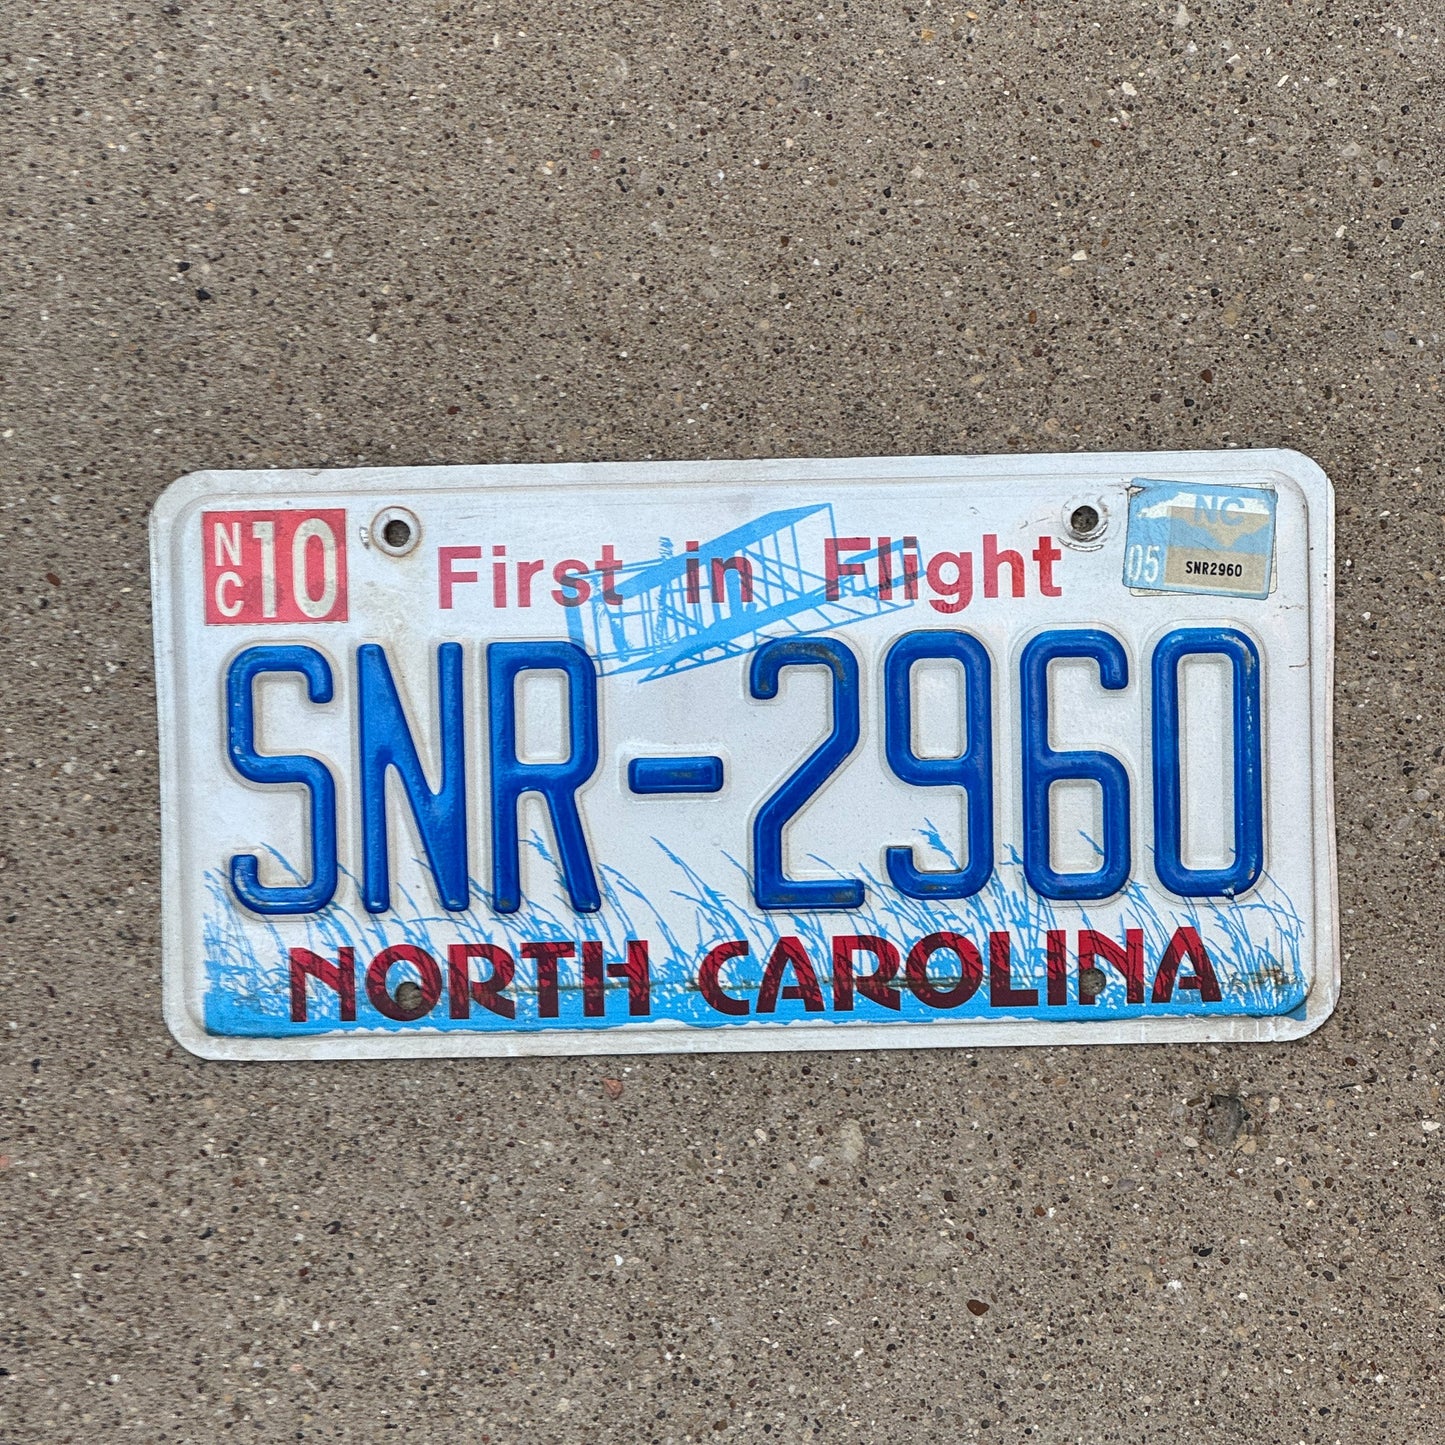 NC 10
First in Flight
NC
05 SNR2960
SNR-2960
NORTH CAROLINA